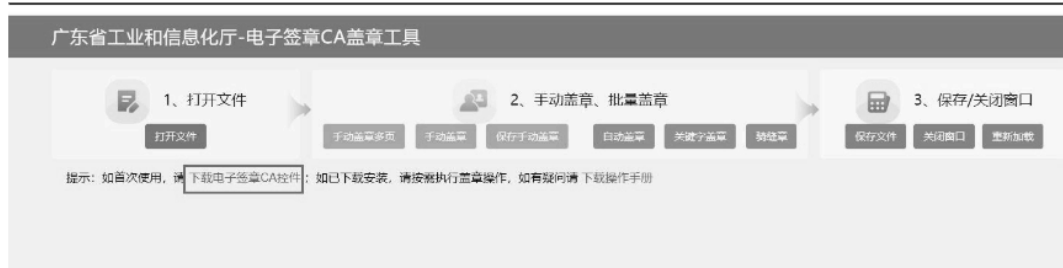 广东省工业和信息化厅-电子签章CA盖章工具
1、打开文件
打开文件
2、手动盖章、批量盖章
手动盖章多页 手动盖章 保存手动盖章 自动盖章 关键字盖章 骑缝章
3、保存/关闭窗口
保存文件 关闭窗口 重新加载
提示：如首次使用，请 下载电子签章CA控件；如已下载安装，请按需执行盖章操作，如有疑问请 下载操作手册